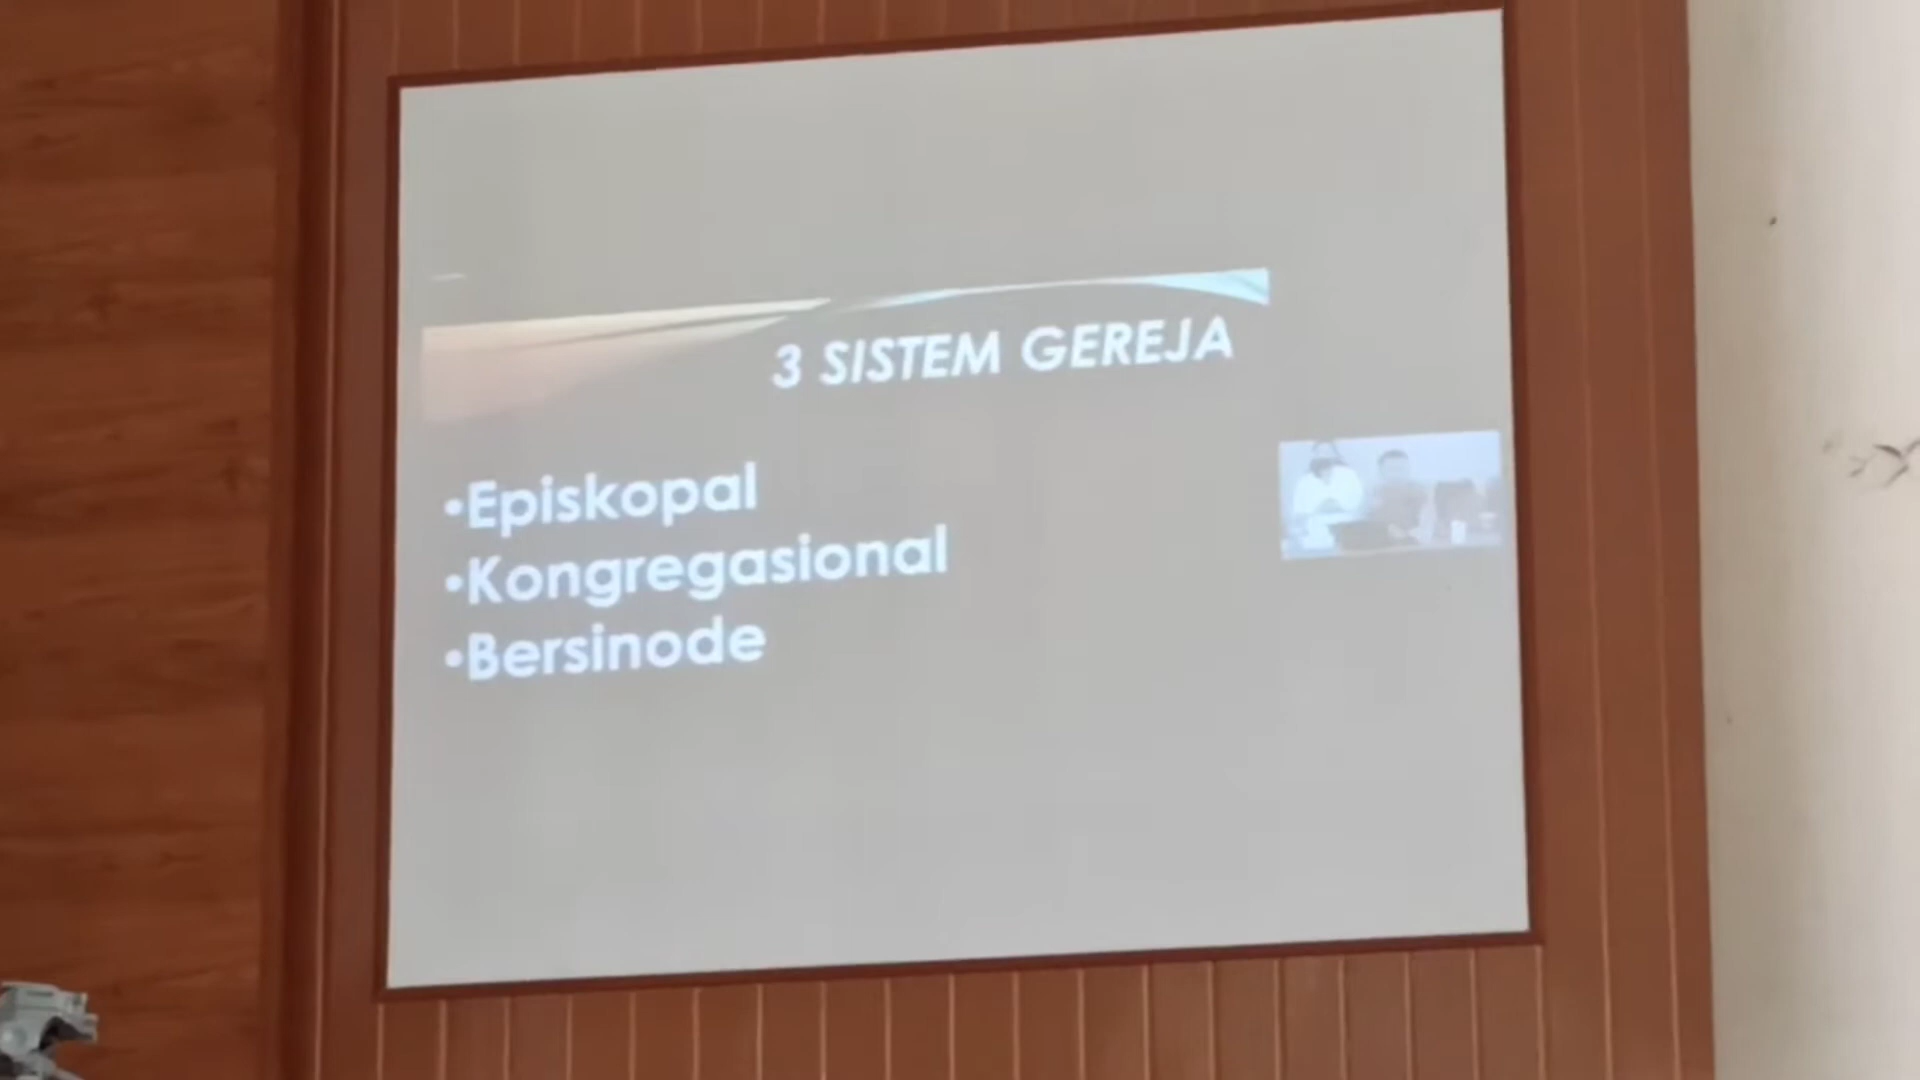 3 SISTEM GEREJA
•Episkopal
•Kongregasional
•Bersinode